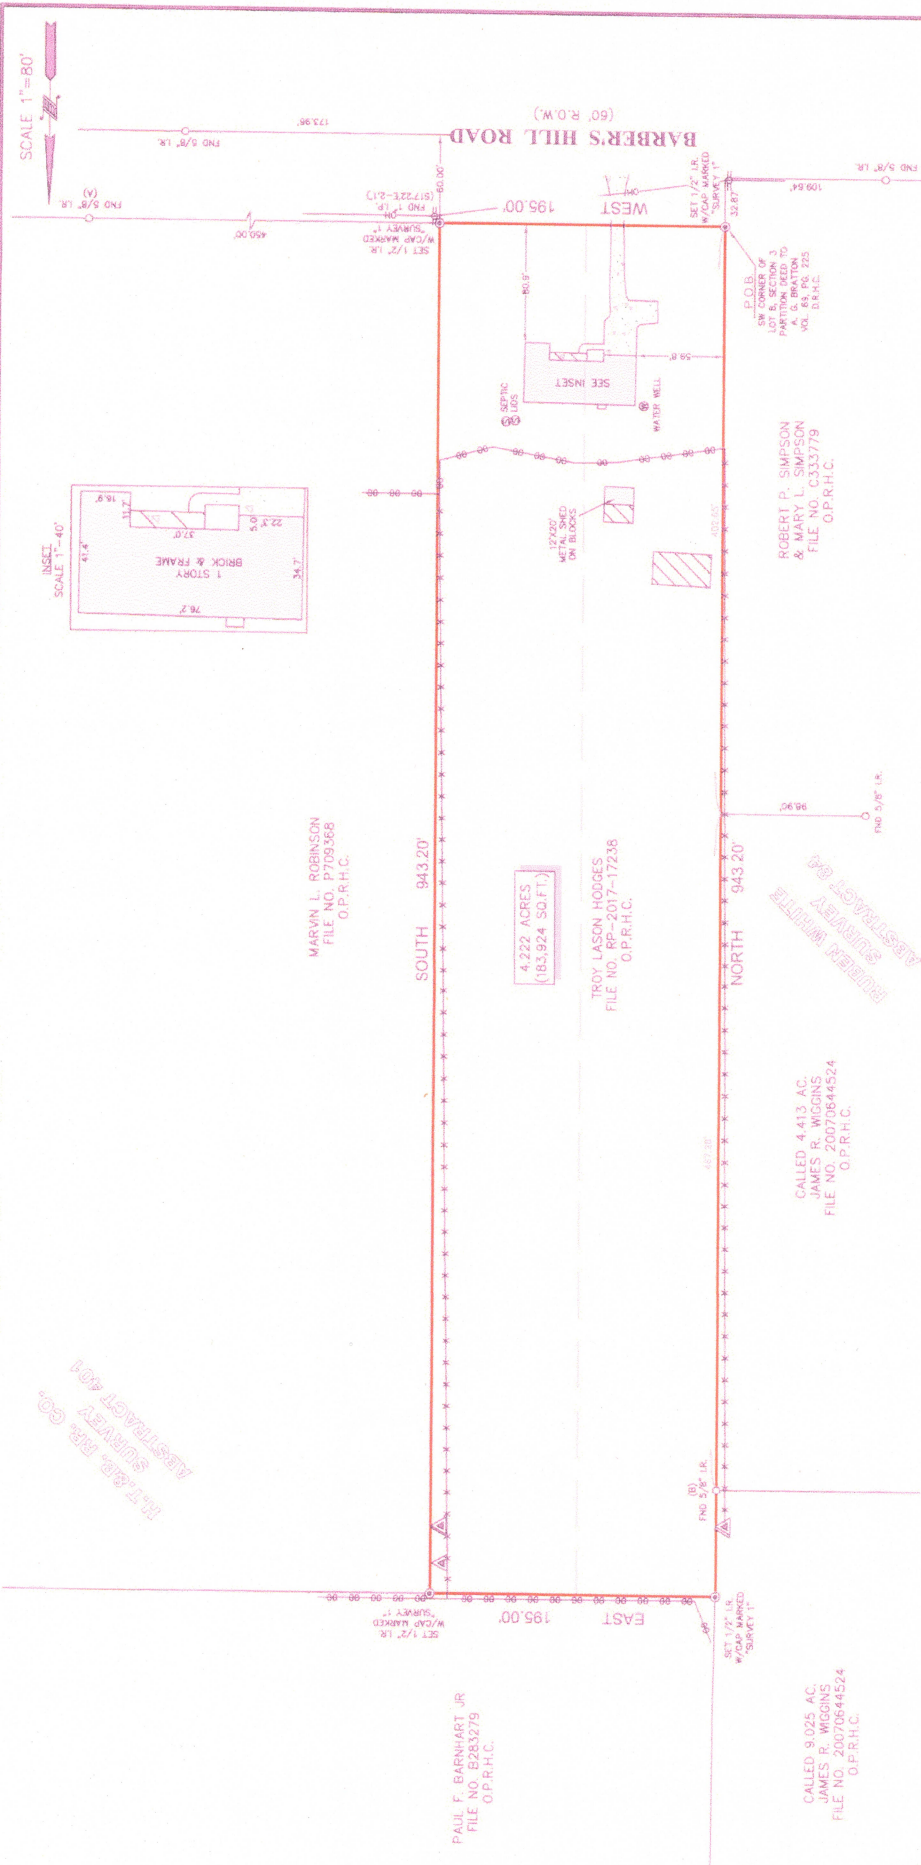 SCALE 1"=80'
FND 5/8" I.R.
(A)
FND 5/8" I.R.
173.98'
450.00'
60.00'
FND 1" I.P.
(S17°22'E-2.1')
OH
SET 1/2" I.R.
W/CAP MARKED
"SURVEY 1"
BARBER'S HILL ROAD
(60' R.O.W.)
WEST
195.00'
OH
SET 1/2" I.R.
W/CAP MARKED
"SURVEY 1"
32.87'
109.64'
FND 5/8" I.R.
P.O.B.
SW CORNER OF
LOT 8, SECTION 3
PARTITION DEED TO
A. G. BRATTON
VOL. 69, PG. 225
D.R.H.C.
80.9'
59.8'
SEE INSET
SEPTIC
LIDS
WATER WELL
INSET
SCALE 1"-40'
18.9'
11.7'
41.4'
37.0'
5.0'
22.3'
34.7'
76.2'
1 STORY
BRICK & FRAME
12'X20'
METAL SHED
ON BLOCKS
ROBERT P. SIMPSON
& MARY L. SIMPSON
FILE NO. C333779
O.P.R.H.C.
MARVIN L. ROBINSON
FILE NO. P709368
O.P.R.H.C.
SOUTH 943.20'
4.222 ACRES
(183,924 SQ.FT.)
TROY LASON HODGES
FILE NO. RP-2017-17238
O.P.R.H.C.
NORTH 943.20'
98.90'
FND 5/8" I.R.
RUBEN WHITE
SURVEY
ABSTRACT 84
CALLED 4.413 AC.
JAMES R. WIGGINS
FILE NO. 20070644524
O.P.R.H.C.
H.T.&B. RR. CO.
SURVEY
ABSTRACT 401
(B)
FND 5/8" I.R.
SET 1/2" I.R.
W/CAP MARKED
"SURVEY 1"
EAST
195.00'
SET 1/2" I.R.
W/CAP MARKED
"SURVEY 1"
PAUL F. BARNHART JR
FILE NO. B283279
O.P.R.H.C.
CALLED 9.025 AC.
JAMES R. WIGGINS
FILE NO. 20070644524
O.P.R.H.C.